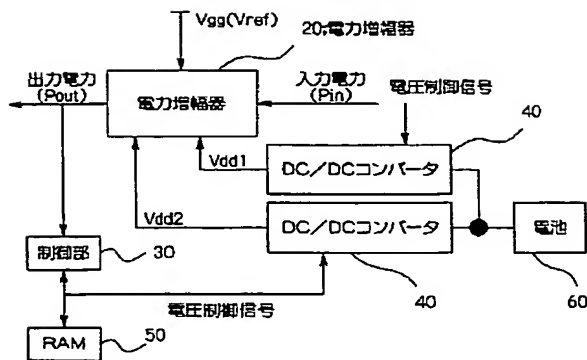 Vgg(Vref)
20;電力増幅器
出力電力
(Pout)
電力増幅器
入力電力
(Pin)
電圧制御信号
40
Vdd1
DC/DCコンバータ
Vdd2
DC/DCコンバータ
電池
制御部
30
電圧制御信号
40
60
RAM
50